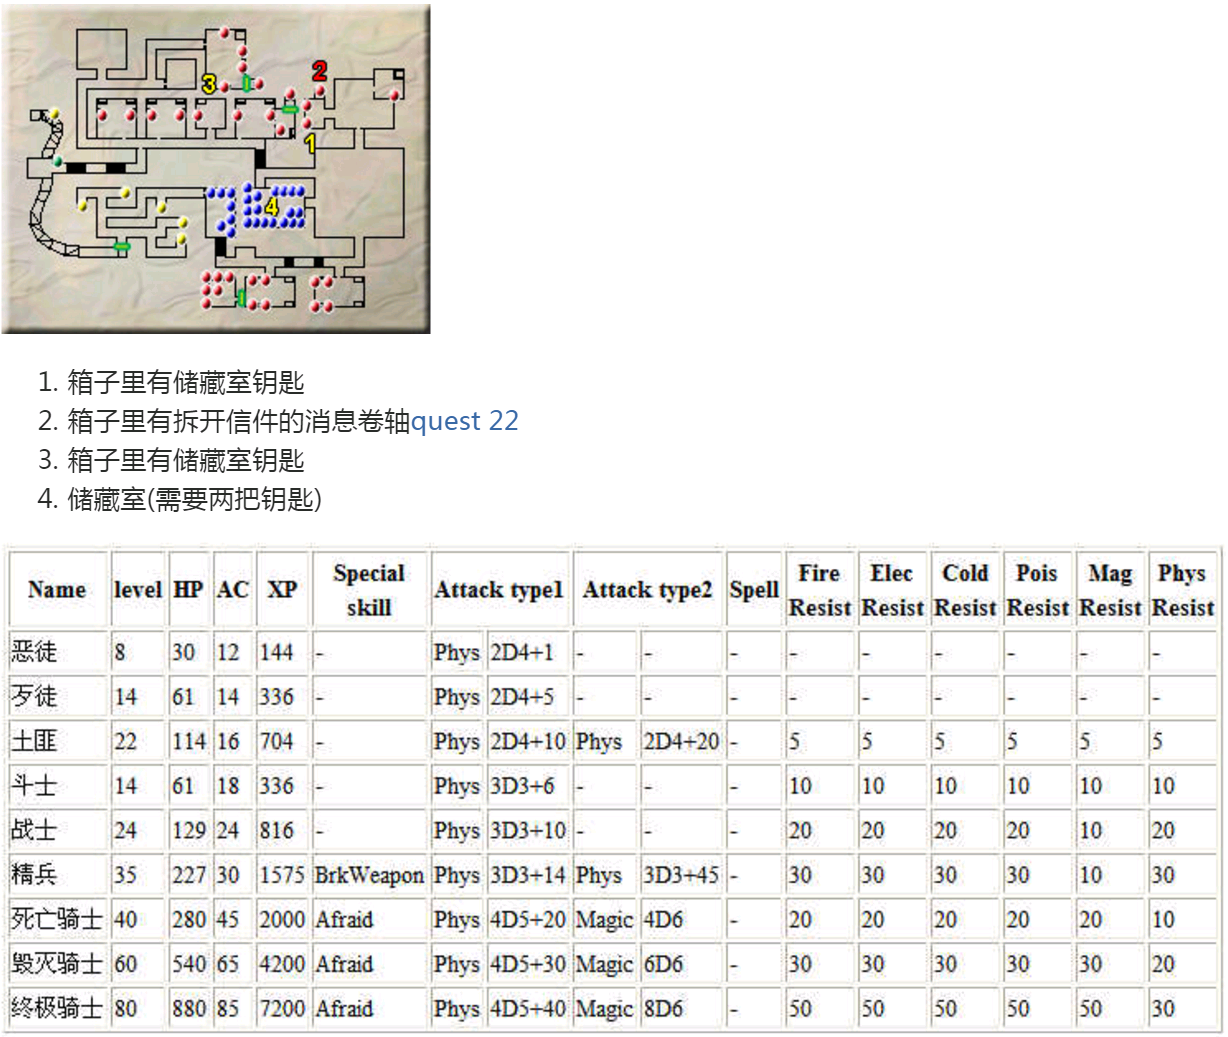 3
2
1
4
1. 箱子里有储藏室钥匙
2. 箱子里有拆开信件的消息卷轴quest 22
3. 箱子里有储藏室钥匙
4. 储藏室(需要两把钥匙)
Name level HP AC XP Special skill Attack type1 Attack type2 Spell Fire Resist Elec Resist Cold Resist Pois Resist Mag Resist Phys Resist
恶徒 8 30 12 144 - Phys 2D4+1 - - - - - - - - -
歹徒 14 61 14 336 - Phys 2D4+5 - - - - - - - - -
土匪 22 114 16 704 - Phys 2D4+10 Phys 2D4+20 - 5 5 5 5 5 5
斗士 14 61 18 336 - Phys 3D3+6 - - - 10 10 10 10 10 10
战士 24 129 24 816 - Phys 3D3+10 - - - 20 20 20 20 10 20
精兵 35 227 30 1575 BrkWeapon Phys 3D3+14 Phys 3D3+45 - 30 30 30 30 10 30
死亡骑士 40 280 45 2000 Afraid Phys 4D5+20 Magic 4D6 - 20 20 20 20 20 10
毁灭骑士 60 540 65 4200 Afraid Phys 4D5+30 Magic 6D6 - 30 30 30 30 30 20
终极骑士 80 880 85 7200 Afraid Phys 4D5+40 Magic 8D6 - 50 50 50 50 50 30